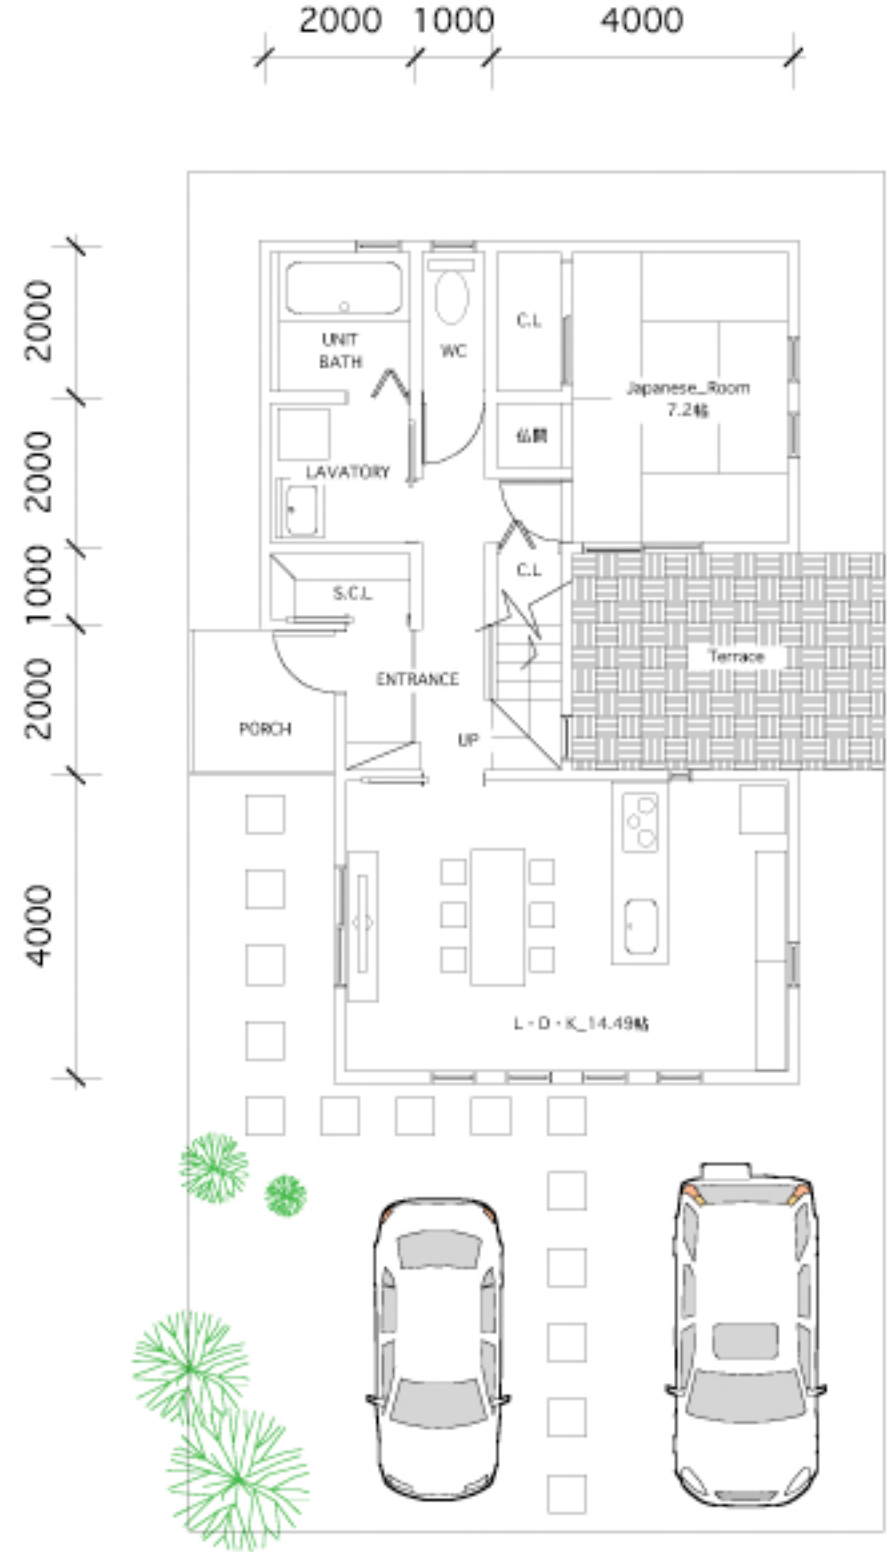 2000 1000 4000
2000
2000
1000
2000
4000
UNIT
BATH
WC
C.L
Japanese_Room
7.2帖
仏間
LAVATORY
C.L
S.C.L
Terrace
ENTRANCE
PORCH
UP
L・D・K_14.49帖